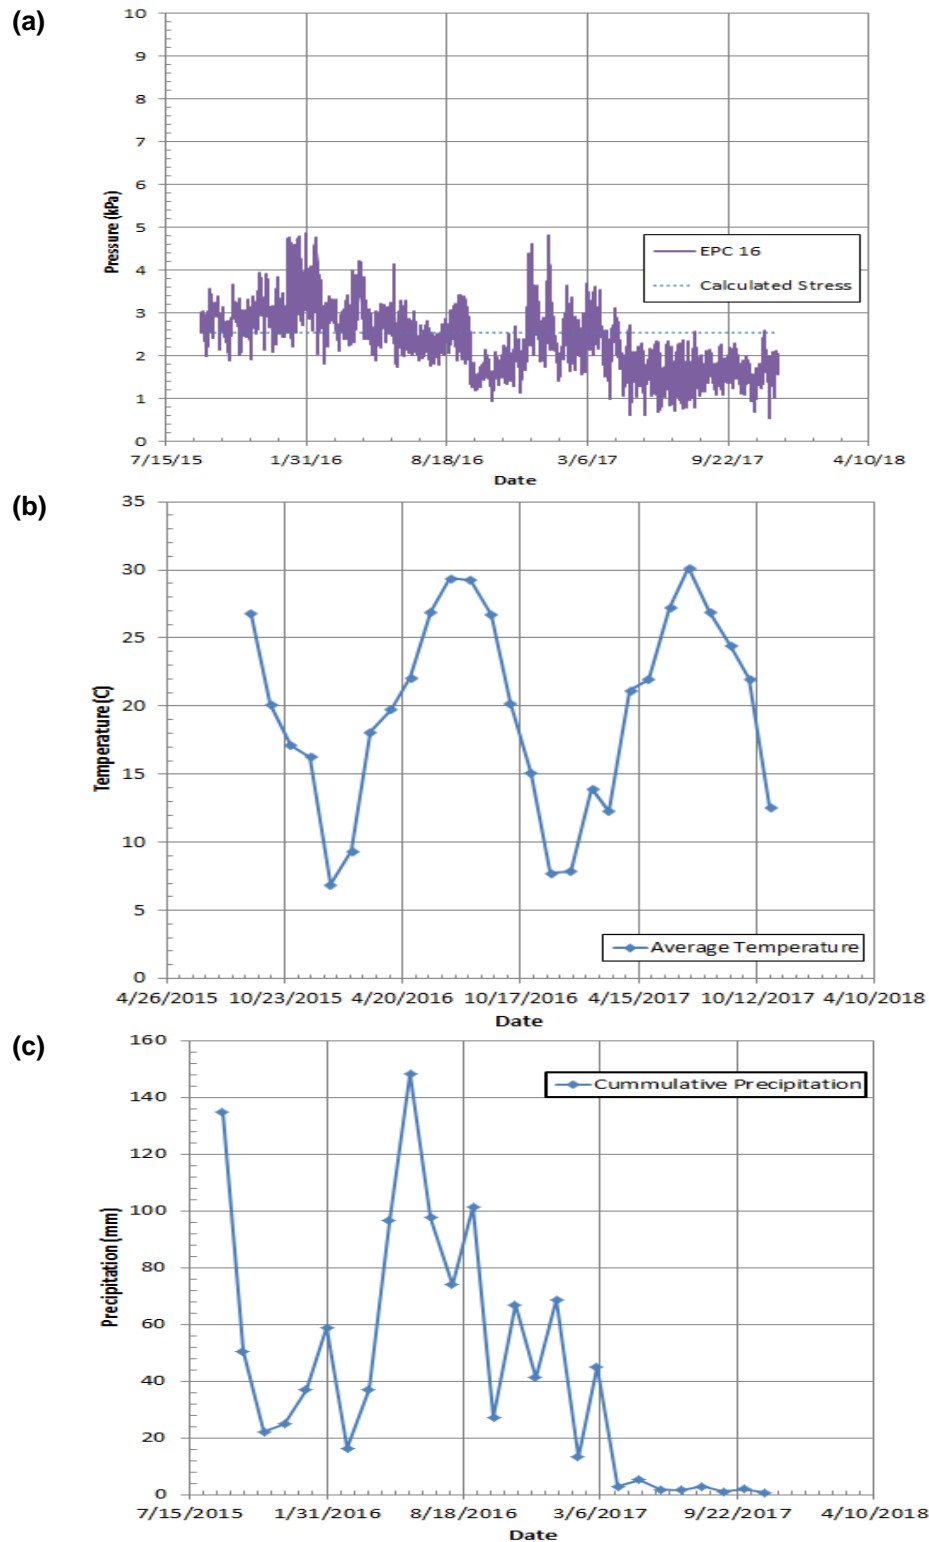 (a)
10
9
8
7
6
5
4
3
2
1
0
Pressure (kPa)
EPC 16
Calculated Stress
7/15/15 1/31/16 8/18/16 3/6/17 9/22/17 4/10/18
Date
(b)
35
30
25
20
15
10
5
0
Temperature (C)
Average Temperature
4/26/2015 10/23/2015 4/20/2016 10/17/2016 4/15/2017 10/12/2017 4/10/2018
Date
(c)
160
140
120
100
80
60
40
20
0
Precipitation (mm)
Cummulative Precipitation
7/15/2015 1/31/2016 8/18/2016 3/6/2017 9/22/2017 4/10/2018
Date